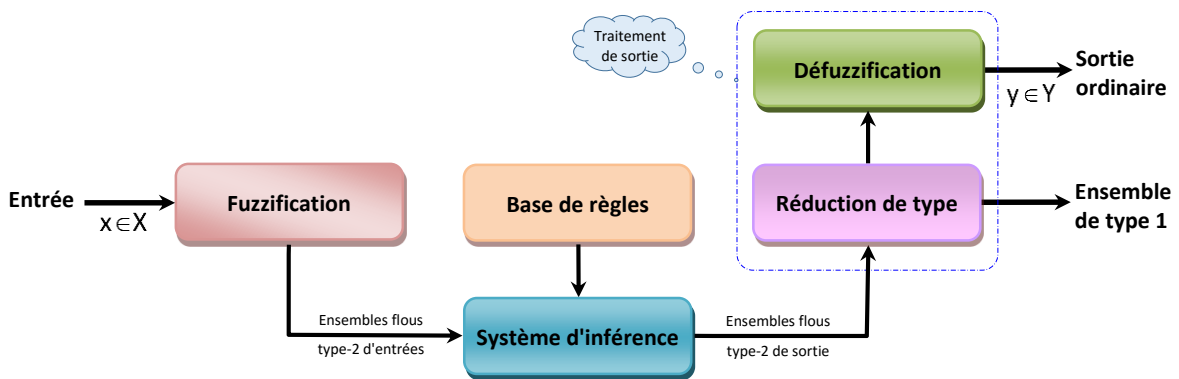 Traitement
de sortie
Défuzzification
Sortie
ordinaire
y ∈ Y
Entrée
x ∈ X
Fuzzification
Base de règles
Réduction de type
Ensemble
de type 1
Ensembles flous
type-2 d'entrées
Système d'inférence
Ensembles flous
type-2 de sortie